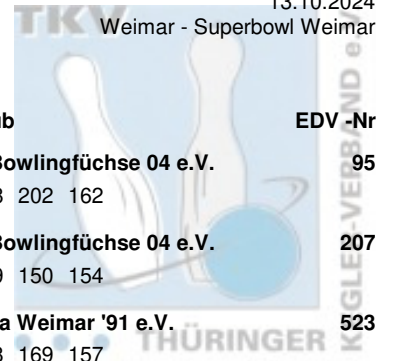 13.10.2024
TKV
Weimar - Superbowl Weimar
EDV -Nr
Bowlingfüchse 04 e.V. 95
202 162
Bowlingfüchse 04 e.V. 207
150 154
Weimar '91 e.V. 523
169 157
THÜRINGER
KEGLER-VERBAND e.V.